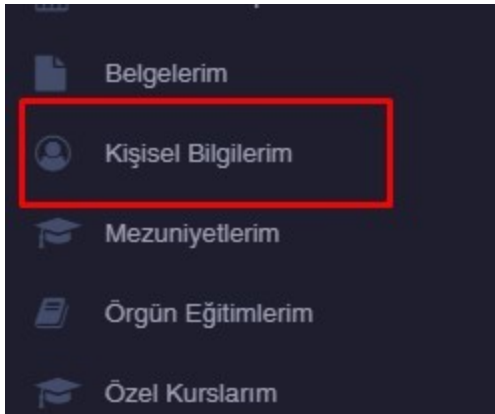 Belgelerim
Kişisel Bilgilerim
Mezuniyetlerim
Örgün Eğitimlerim
Özel Kurslarım